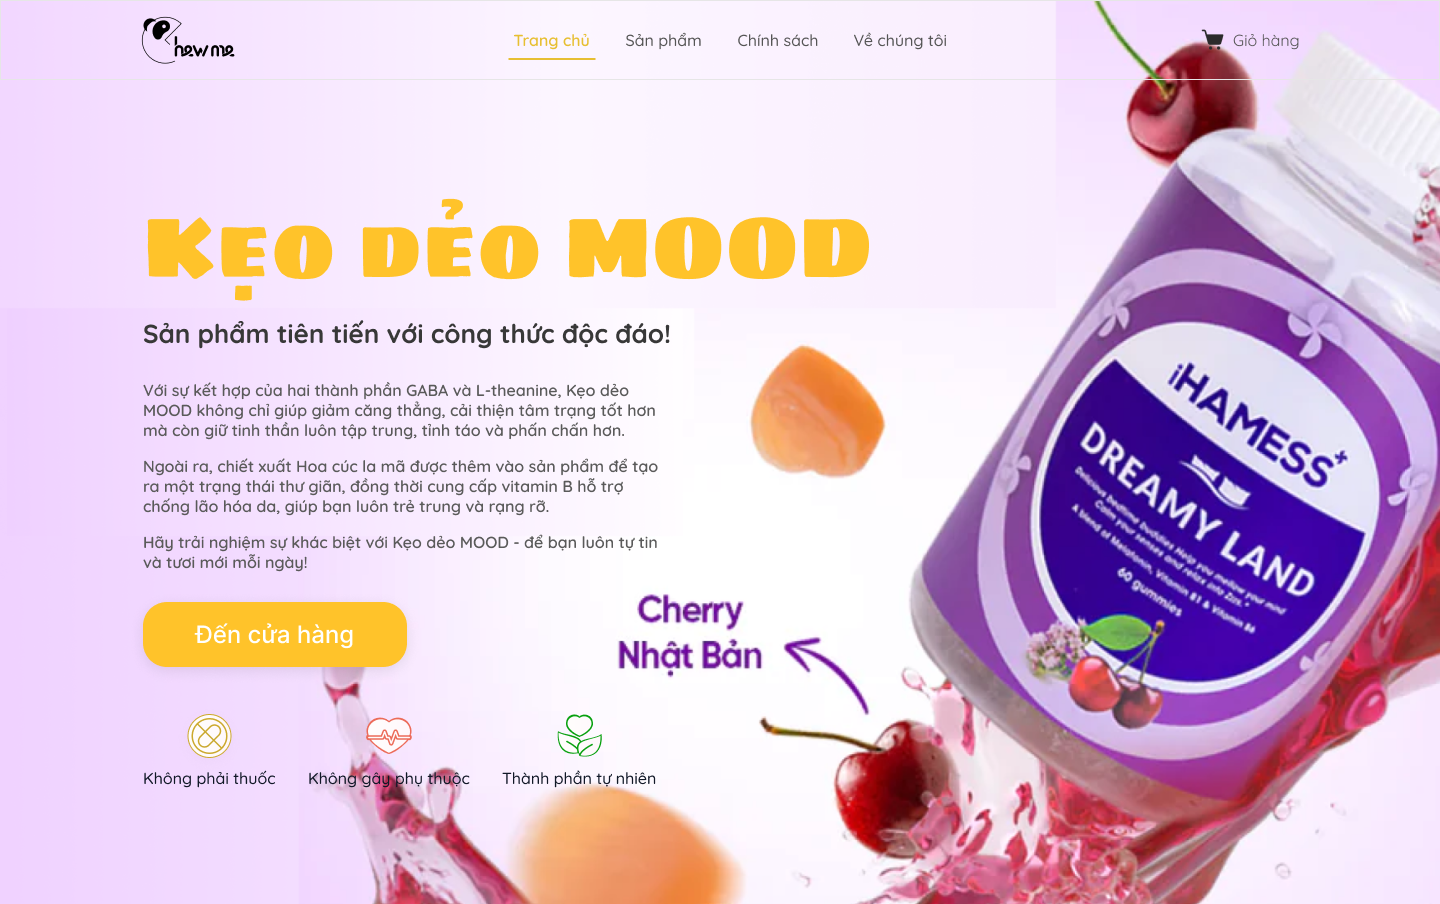 Chewme
Trang chủ
Sản phẩm
Chính sách
Về chúng tôi
Giỏ hàng
KẸO DẺO MOOD
Sản phẩm tiên tiến với công thức độc đáo!
Với sự kết hợp của hai thành phần GABA và L-theanine, Kẹo dẻo
MOOD không chỉ giúp giảm căng thẳng, cải thiện tâm trạng tốt hơn
mà còn giữ tinh thần luôn tập trung, tỉnh táo và phấn chấn hơn.
Ngoài ra, chiết xuất Hoa cúc la mã được thêm vào sản phẩm để tạo
ra một trạng thái thư giãn, đồng thời cung cấp vitamin B hỗ trợ
chống lão hóa da, giúp bạn luôn trẻ trung và rạng rỡ.
Hãy trải nghiệm sự khác biệt với Kẹo dẻo MOOD - để bạn luôn tự tin
và tươi mới mỗi ngày!
Đến cửa hàng
Không phải thuốc
Không gây phụ thuộc
Thành phần tự nhiên
Cherry
Nhật Bản
iHAMESS+
DREAMY LAND
Delicious bedtime buddies Help you mellow your mind
Calm your senses and relax into Zzzs.*
A blend of Melatonin, Vitamin B1 & Vitamin B6
60 gummies